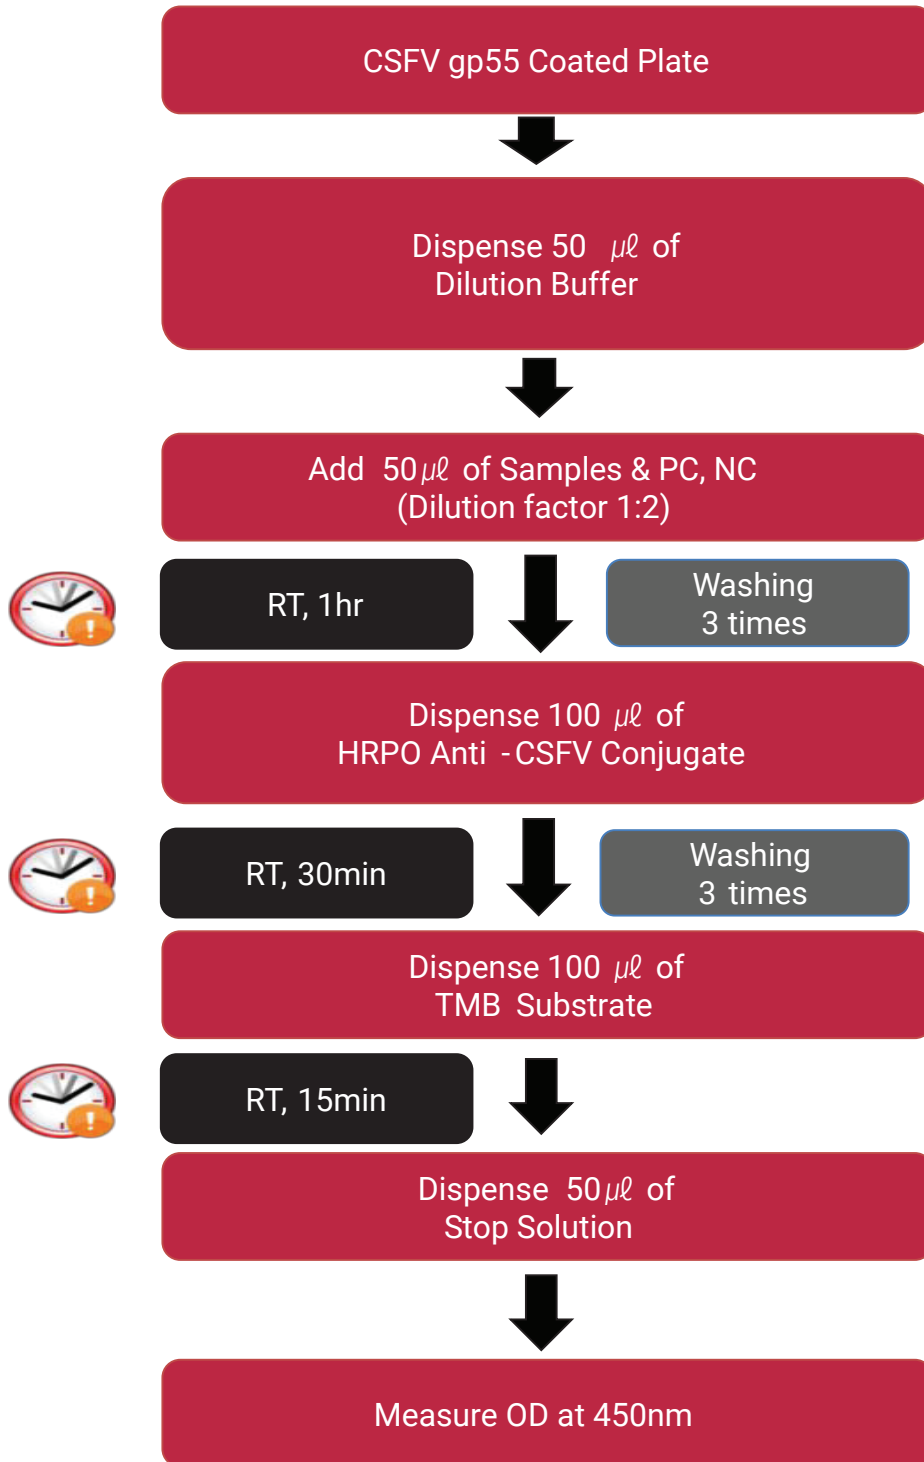 CSFV gp55 Coated Plate
Dispense 50 μℓ of
Dilution Buffer
Add 50μℓ of Samples & PC, NC
(Dilution factor 1:2)
RT, 1hr
Washing
3 times
Dispense 100 μℓ of
HRPO Anti -CSFV Conjugate
RT, 30min
Washing
3 times
Dispense 100 μℓ of
TMB Substrate
RT, 15min
Dispense 50μℓ of
Stop Solution
Measure OD at 450nm